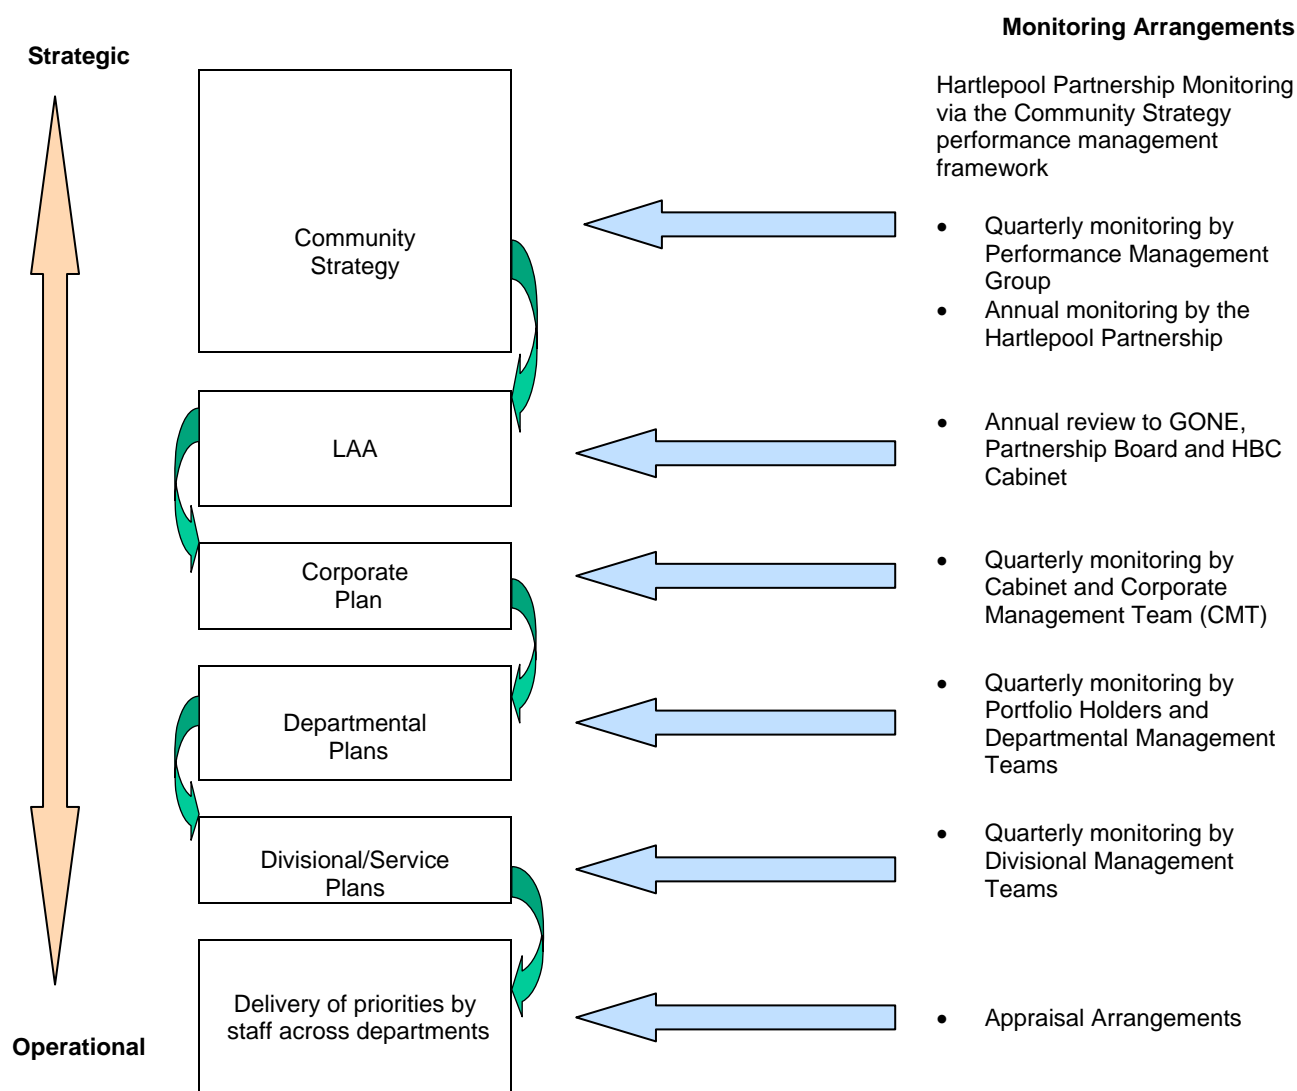 Monitoring Arrangements
Strategic
Hartlepool Partnership Monitoring
via the Community Strategy
performance management
framework
Community
Strategy
• Quarterly monitoring by
Performance Management
Group
• Annual monitoring by the
Hartlepool Partnership
LAA
• Annual review to GONE,
Partnership Board and HBC
Cabinet
Corporate
Plan
• Quarterly monitoring by
Cabinet and Corporate
Management Team (CMT)
Departmental
Plans
• Quarterly monitoring by
Portfolio Holders and
Departmental Management
Teams
Divisional/Service
Plans
• Quarterly monitoring by
Divisional Management
Teams
Delivery of priorities by
staff across departments
• Appraisal Arrangements
Operational